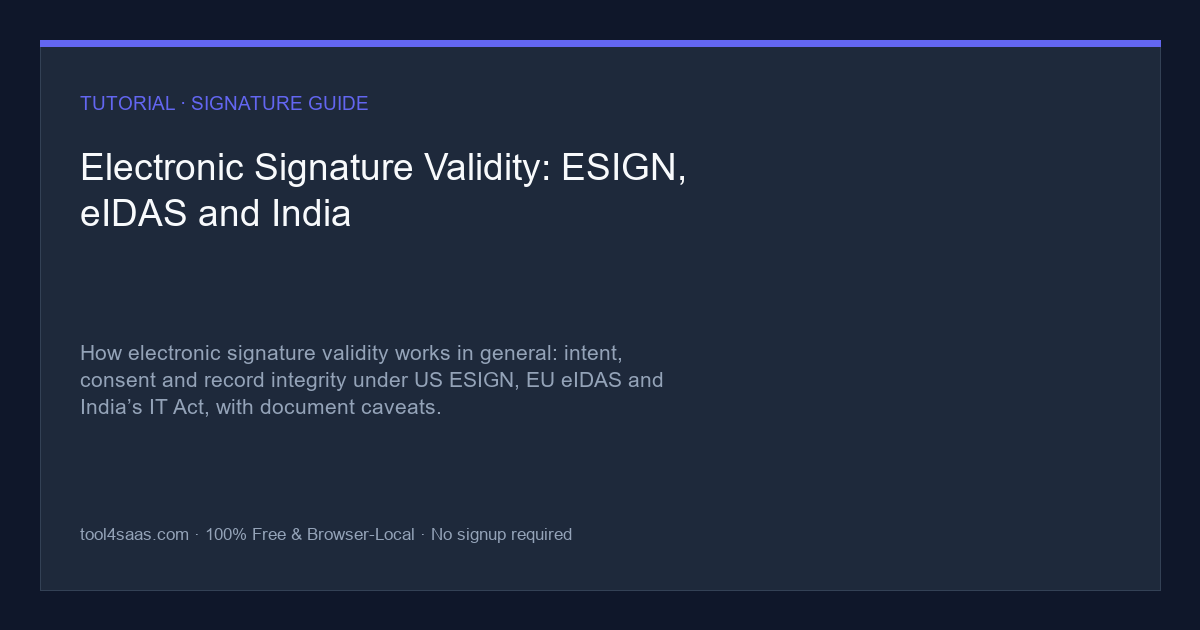 TUTORIAL · SIGNATURE GUIDE
Electronic Signature Validity: ESIGN,
eIDAS and India
How electronic signature validity works in general: intent,
consent and record integrity under US ESIGN, EU eIDAS and
India’s IT Act, with document caveats.
tool4saas.com · 100% Free & Browser-Local · No signup required